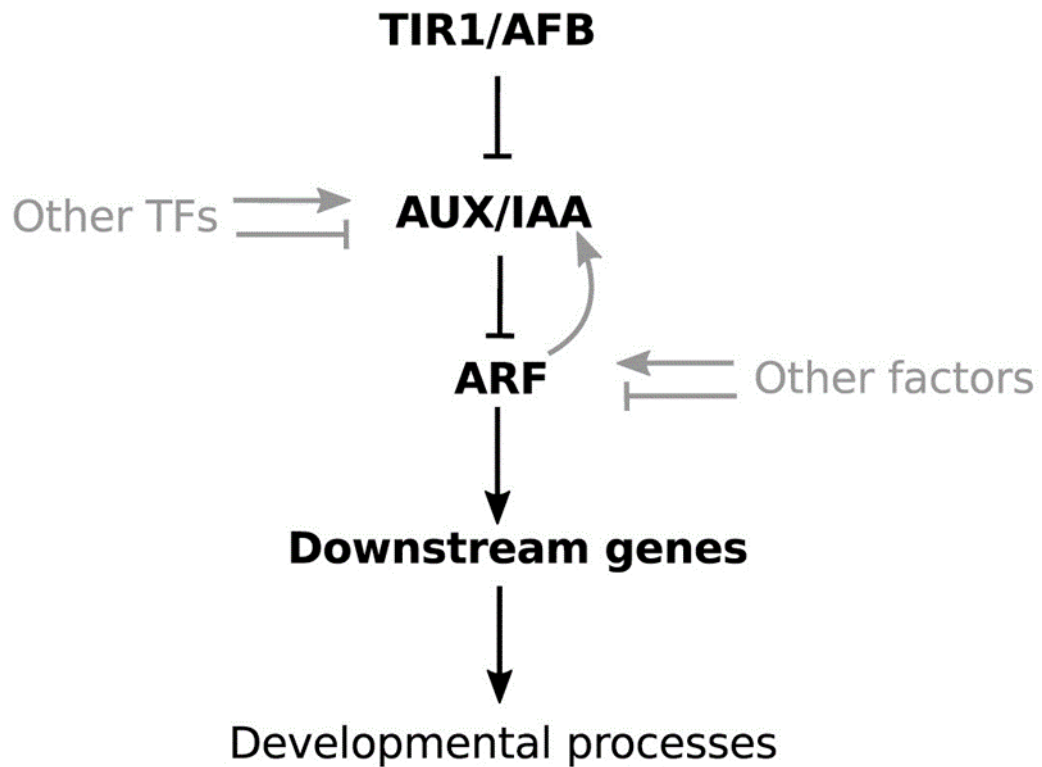 TIR1/AFB
Other TFs
AUX/IAA
ARF
Other factors
Downstream genes
Developmental processes